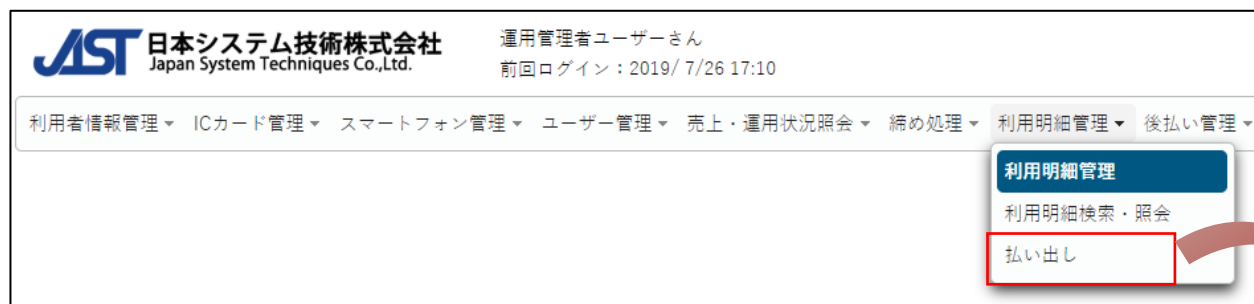 JAST 日本システム技術株式会社
Japan System Techniques Co.,Ltd.
運用管理者ユーザーさん
前回ログイン：2019/ 7/26 17:10
利用者情報管理 ICカード管理 スマートフォン管理 ユーザー管理 売上・運用状況照会 締め処理 利用明細管理 後払い管理
利用明細管理
利用明細検索・照会
払い出し